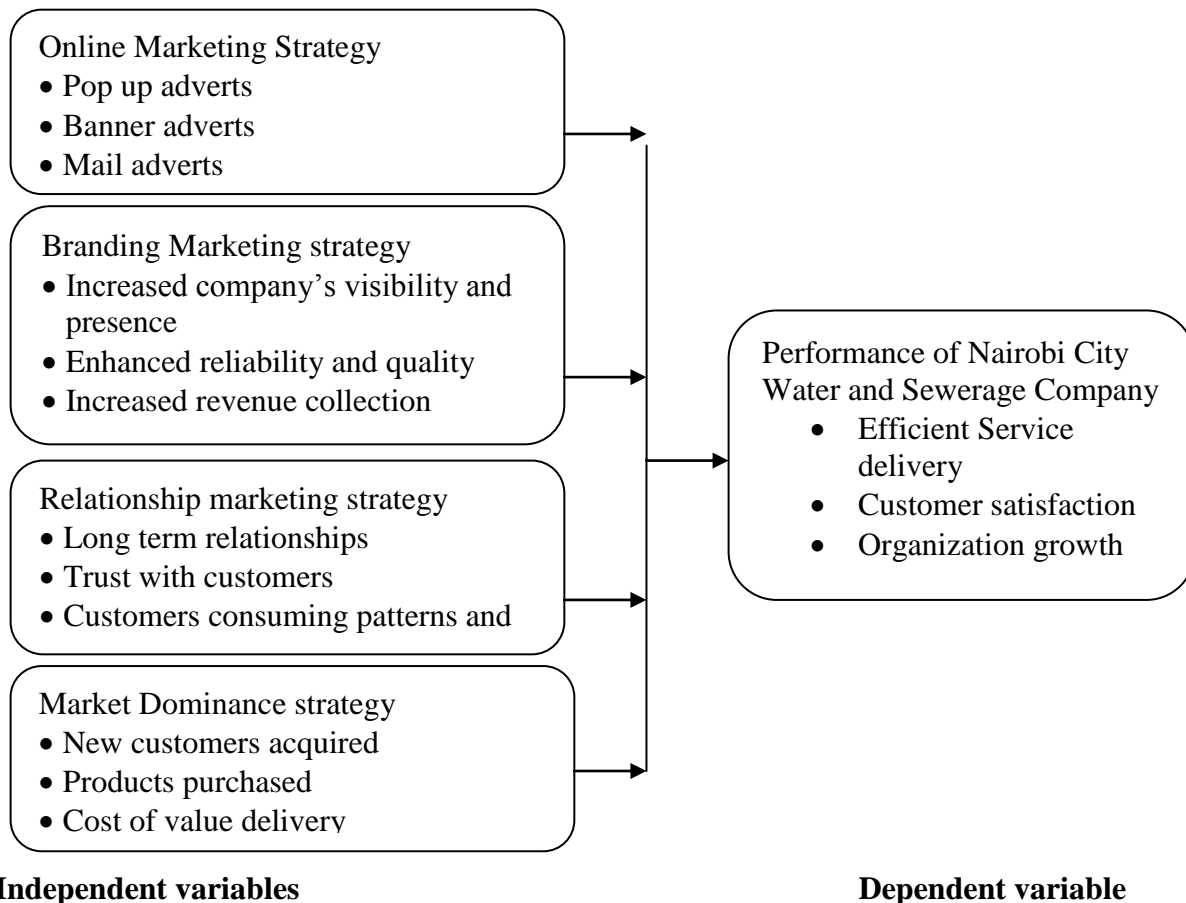 Online Marketing Strategy
• Pop up adverts
• Banner adverts
• Mail adverts
Branding Marketing strategy
• Increased company’s visibility and
presence
• Enhanced reliability and quality
• Increased revenue collection
Relationship marketing strategy
• Long term relationships
• Trust with customers
• Customers consuming patterns and
Market Dominance strategy
• New customers acquired
• Products purchased
• Cost of value delivery
Performance of Nairobi City
Water and Sewerage Company
• Efficient Service
delivery
• Customer satisfaction
• Organization growth
Independent variables
Dependent variable